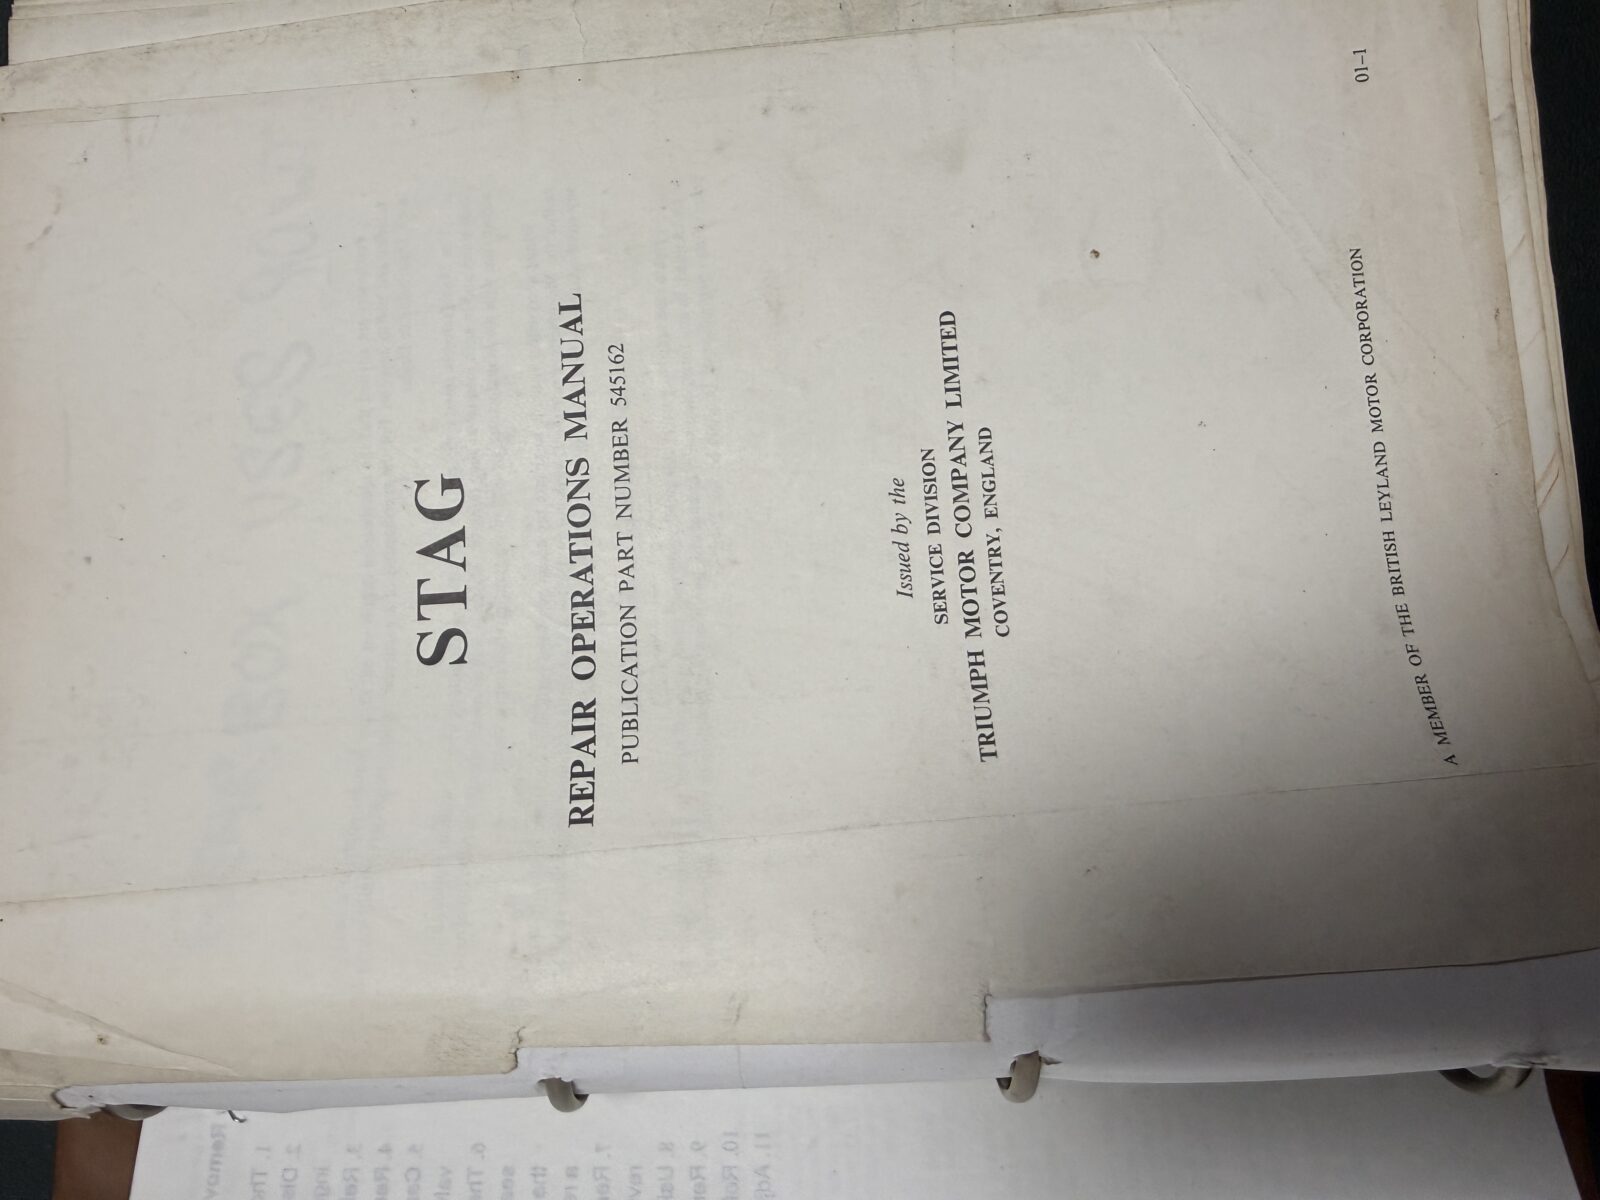 STAG
REPAIR OPERATIONS MANUAL
PUBLICATION PART NUMBER 545162
Issued by the
SERVICE DIVISION
TRIUMPH MOTOR COMPANY LIMITED
COVENTRY, ENGLAND
A MEMBER OF THE BRITISH LEYLAND MOTOR CORPORATION
01–1